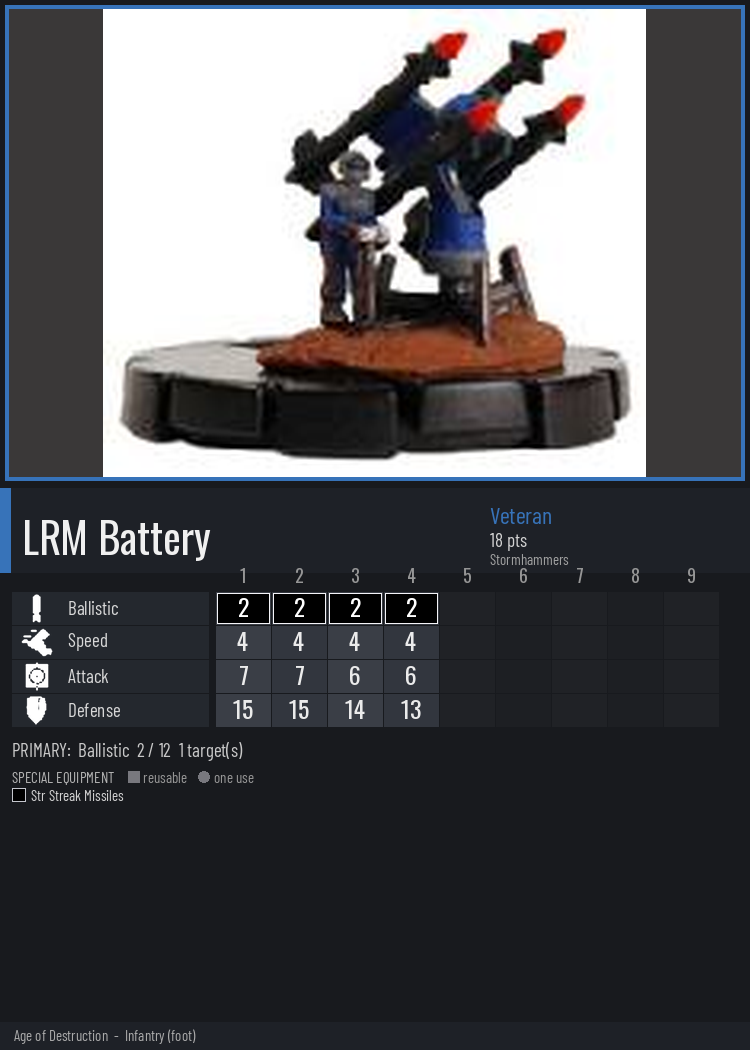 LRM Battery
Veteran
18 pts
Stormhammers
1 2 3 4 5 6 7 8 9
Ballistic 2 2 2 2
Speed 4 4 4 4
Attack 7 7 6 6
Defense 15 15 14 13
PRIMARY: Ballistic 2 / 12 1 target(s)
SPECIAL EQUIPMENT reusable one use
Str Streak Missiles
Age of Destruction - Infantry (foot)